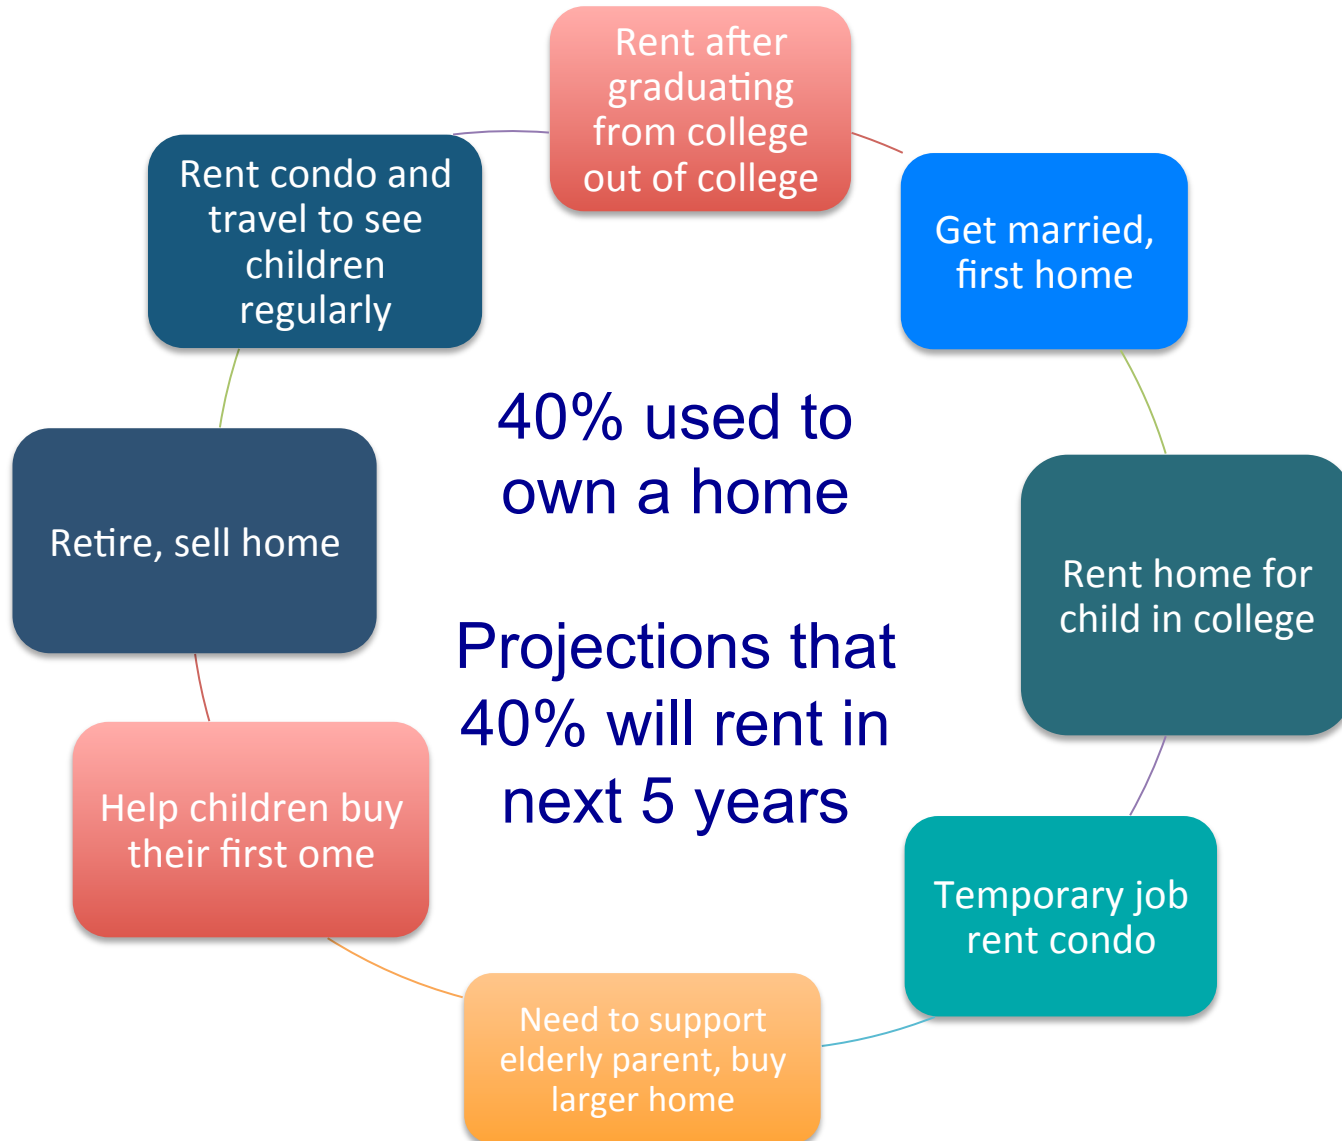 Rent after
graduating
from college
out of college
Get married,
first home
Rent home for
child in college
Temporary job
rent condo
Need to support
elderly parent, buy
larger home
Help children buy
their first ome
Retire, sell home
Rent condo and
travel to see
children
regularly
40% used to
own a home
Projections that
40% will rent in
next 5 years